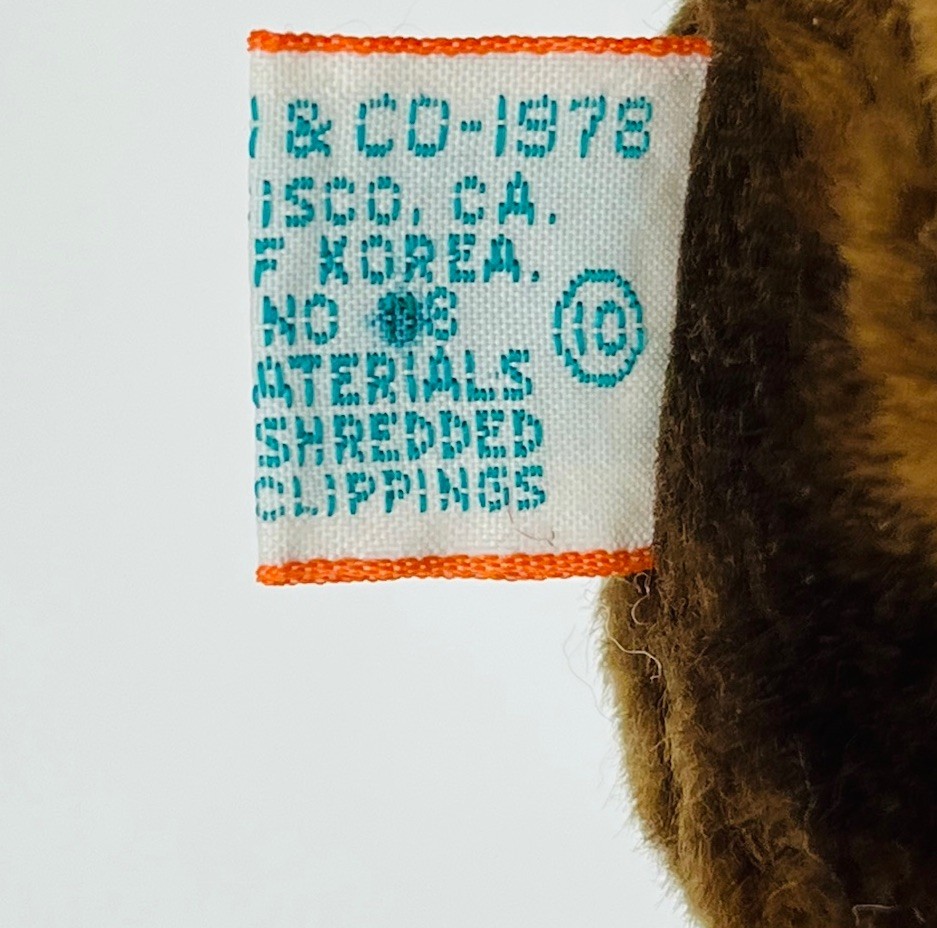 & CO-1978
ISCO, CA.
F KOREA.
NO
ATERIALS
SHREDDED
CLIPPINGS
10